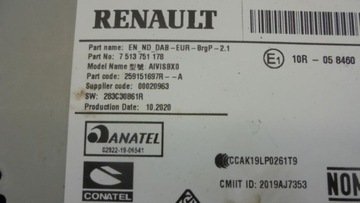 RENAULT
Part name: EN_ND_DAB-EUR-BrgP-2.1
Part No: 7 513 751 178
Model Name 型號: AIVISBX0
Part code: 259151697R--A
Supplier code: 00020963
SW: 283C30861R
Production Date: 10.2020
E1 10R - 05 8460
ANATEL
02922-19-06541
CCAK19LP0261T9
CMIIT ID: 2019AJ7353
CONATEL
NOM